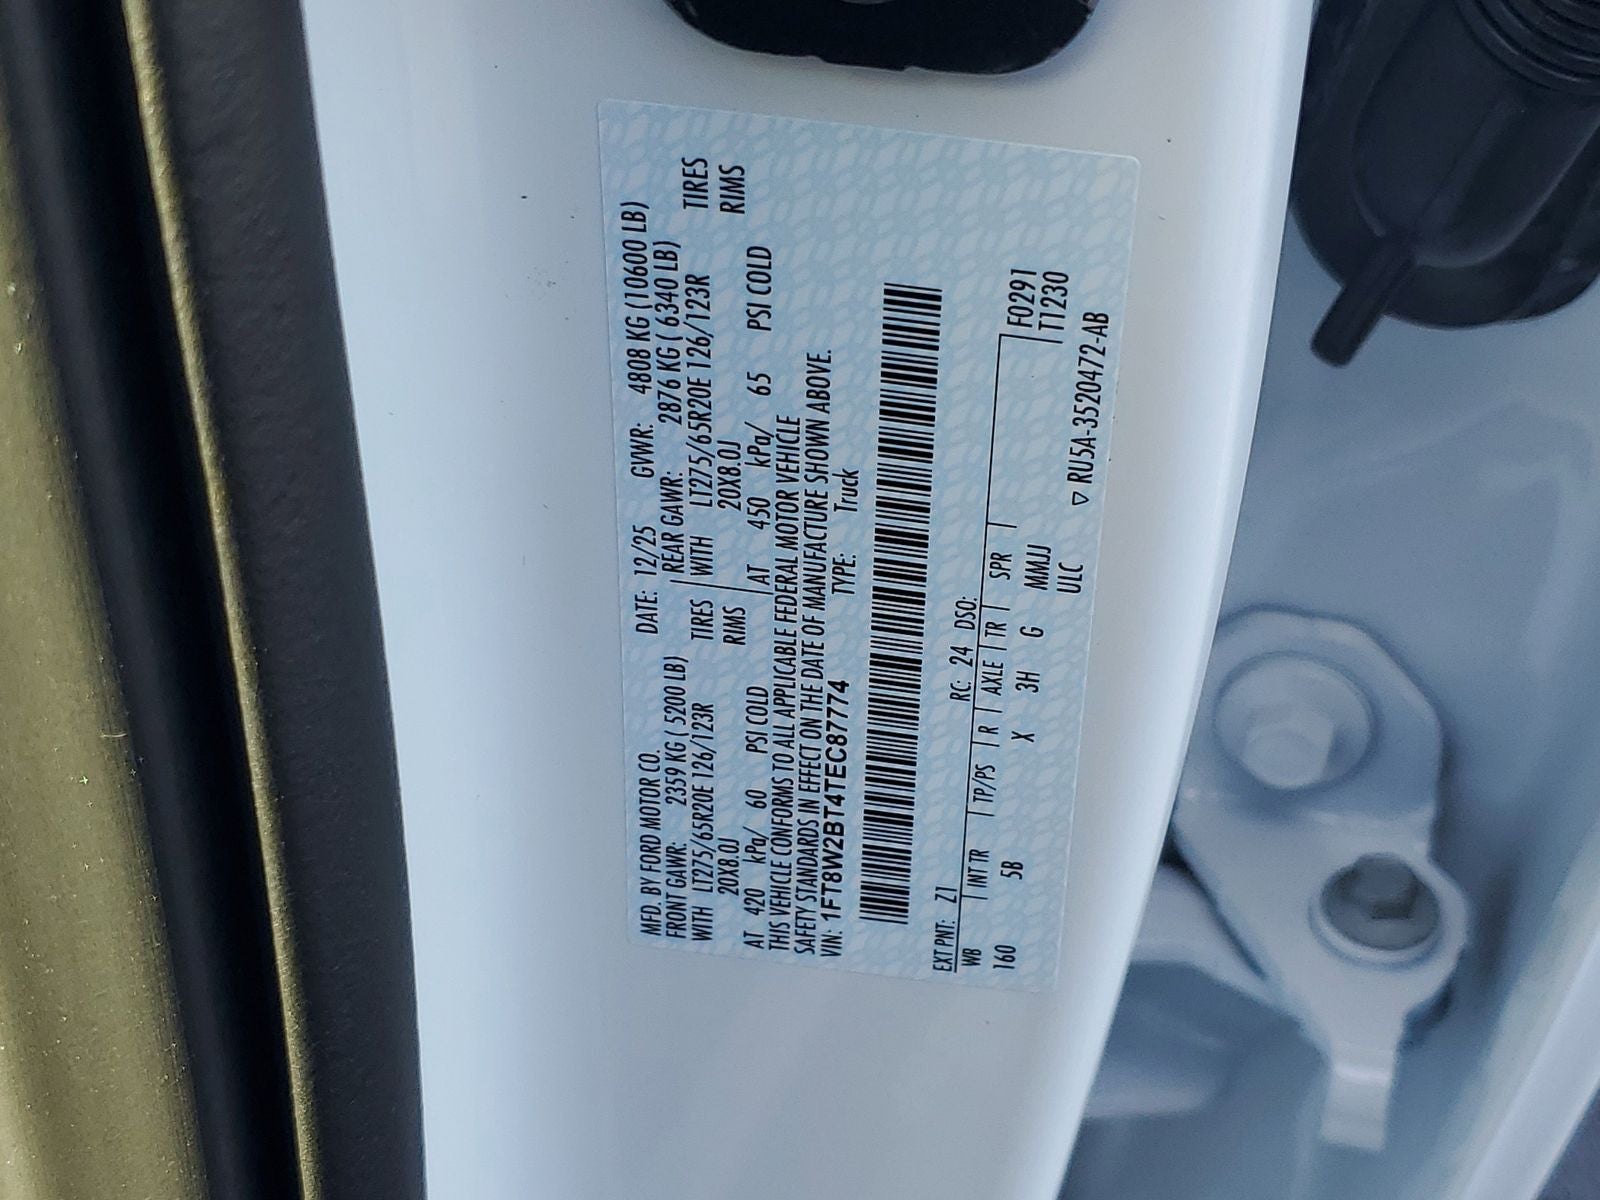 MFD. BY FORD MOTOR CO. DATE: 12/25 GVWR: 4808 KG (10600 LB)
FRONT GAWR: 2359 KG ( 5200 LB) REAR GAWR: 2876 KG ( 6340 LB)
WITH LT275/65R20E 126/123R TIRES WITH LT275/65R20E 126/123R TIRES
20X8.0J RIMS 20X8.0J RIMS
AT 420 kPa/ 60 PSI COLD AT 450 kPa/ 65 PSI COLD
THIS VEHICLE CONFORMS TO ALL APPLICABLE FEDERAL MOTOR VEHICLE
SAFETY STANDARDS IN EFFECT ON THE DATE OF MANUFACTURE SHOWN ABOVE.
VIN: 1FT8W2BT4TEC87774 TYPE: Truck
EXT PNT: Z1 RC: 24 DSO:
WB INT TR TP/PS R AXLE TR SPR F0291
160 5B X 3H G MMJJ T1230
ULC ▽ RU5A-3520472-AB